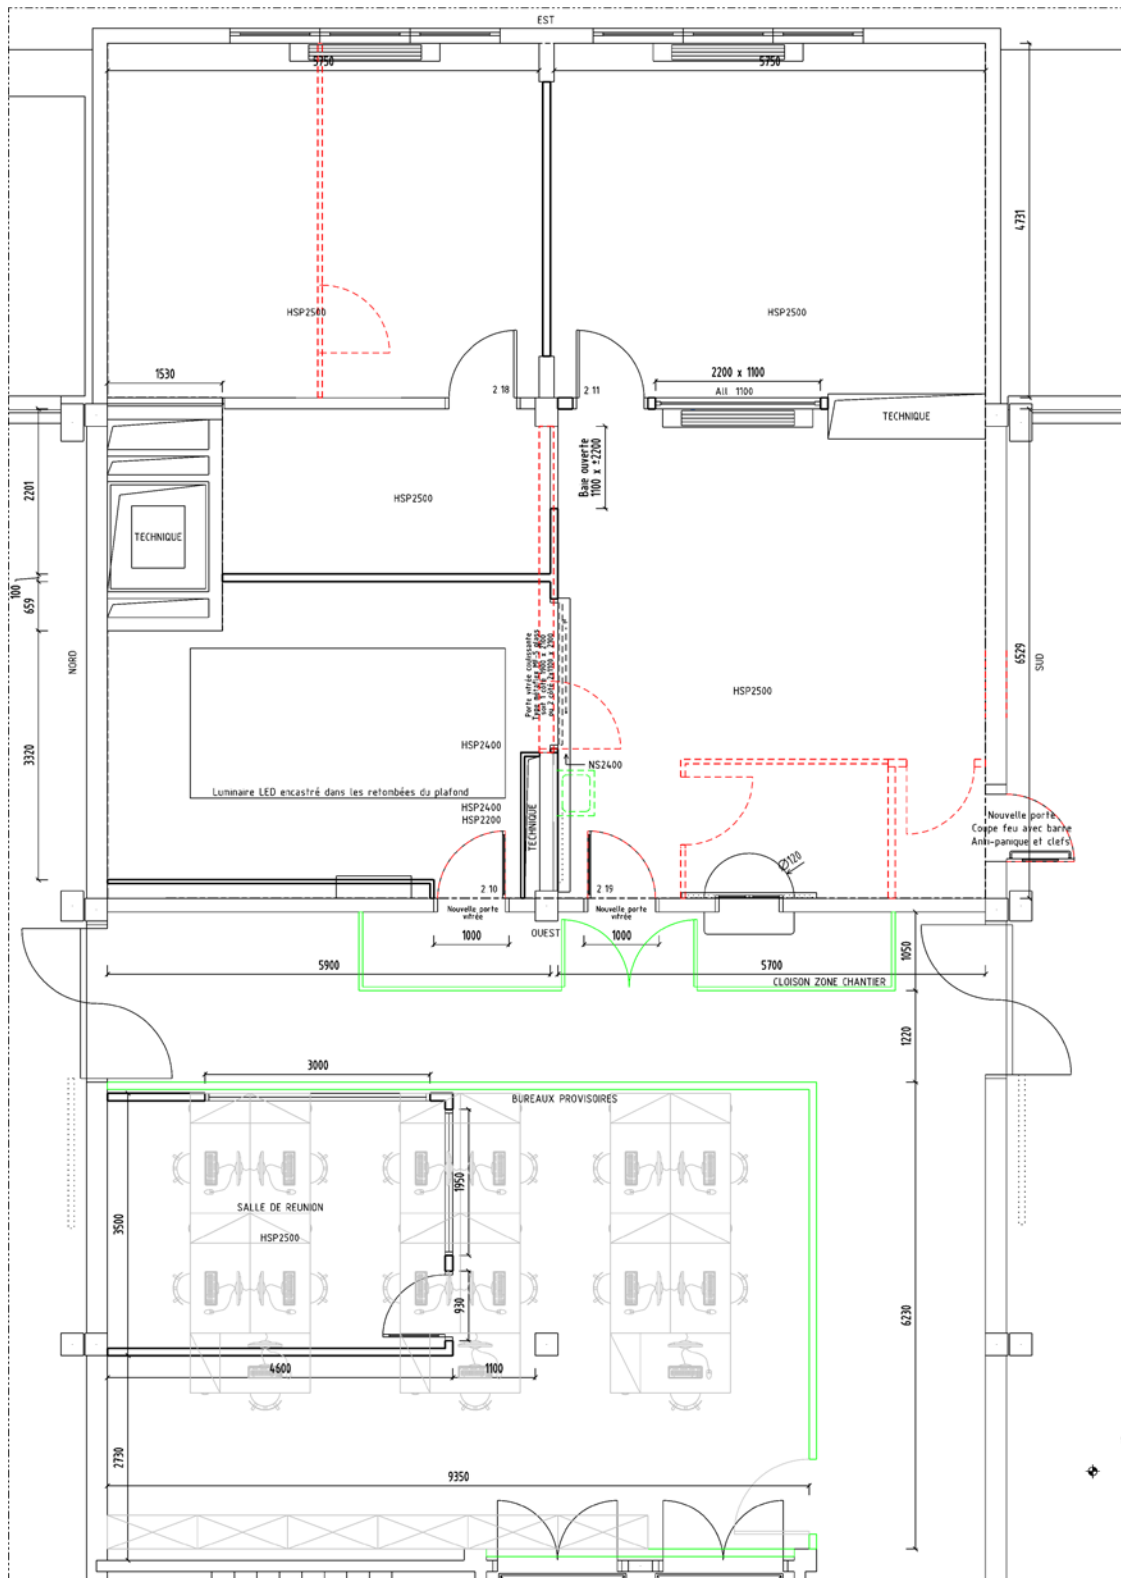 EST
5750
5750
4731
HSP2500
HSP2500
1530
2 18
2 11
2200 x 1100
All 1100
TECHNIQUE
Baie ouverte
1100 x ±2200
2201
HSP2500
TECHNIQUE
100
659
NORD
Porte vitrée coulissante
6529
SUD
HSP2500
3320
HSP2400
NS2400
Luminaire LED encastré dans les retombées du plafond
HSP2400
HSP2200
TECHNIQUE
Nouvelle porte
Coupe feu avec barre
Anti-panique et clefs
Ø120
2 10
2 19
Nouvelle porte
vitrée
Nouvelle porte
vitrée
OUEST
1000
1000
1050
5900
5700
CLOISON ZONE CHANTIER
1220
3000
BUREAUX PROVISOIRES
1950
3500
SALLE DE REUNION
HSP2500
930
6230
4600
1100
2730
9350